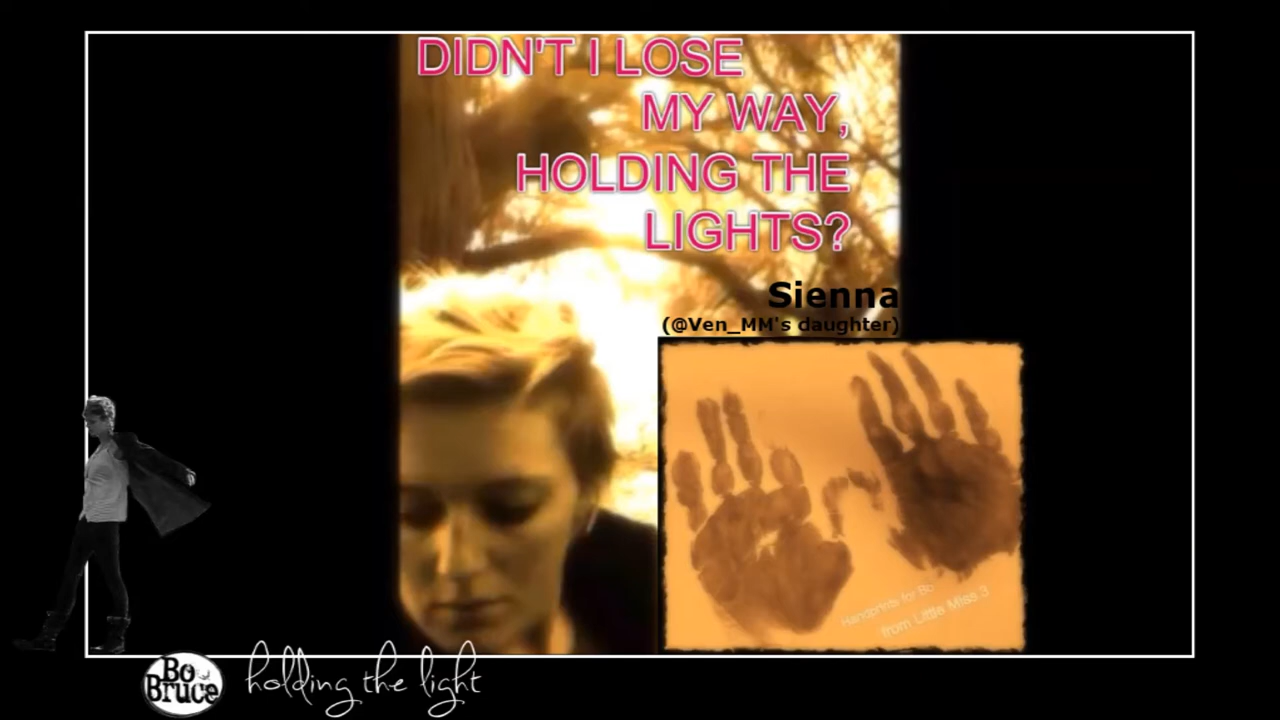 DIDN'T I LOSE
MY WAY,
HOLDING THE
LIGHTS?
Sienna
(@Ven_MM's daughter)
Handprints for Bo
from Little Miss 3
Bo
Bruce
holding the light